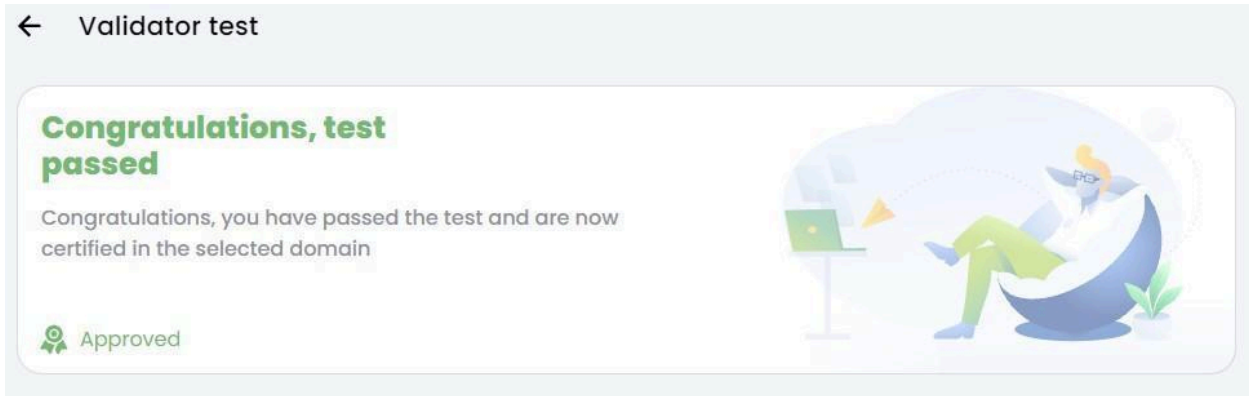 Validator test
Congratulations, test
passed
Congratulations, you have passed the test and are now
certified in the selected domain
Approved